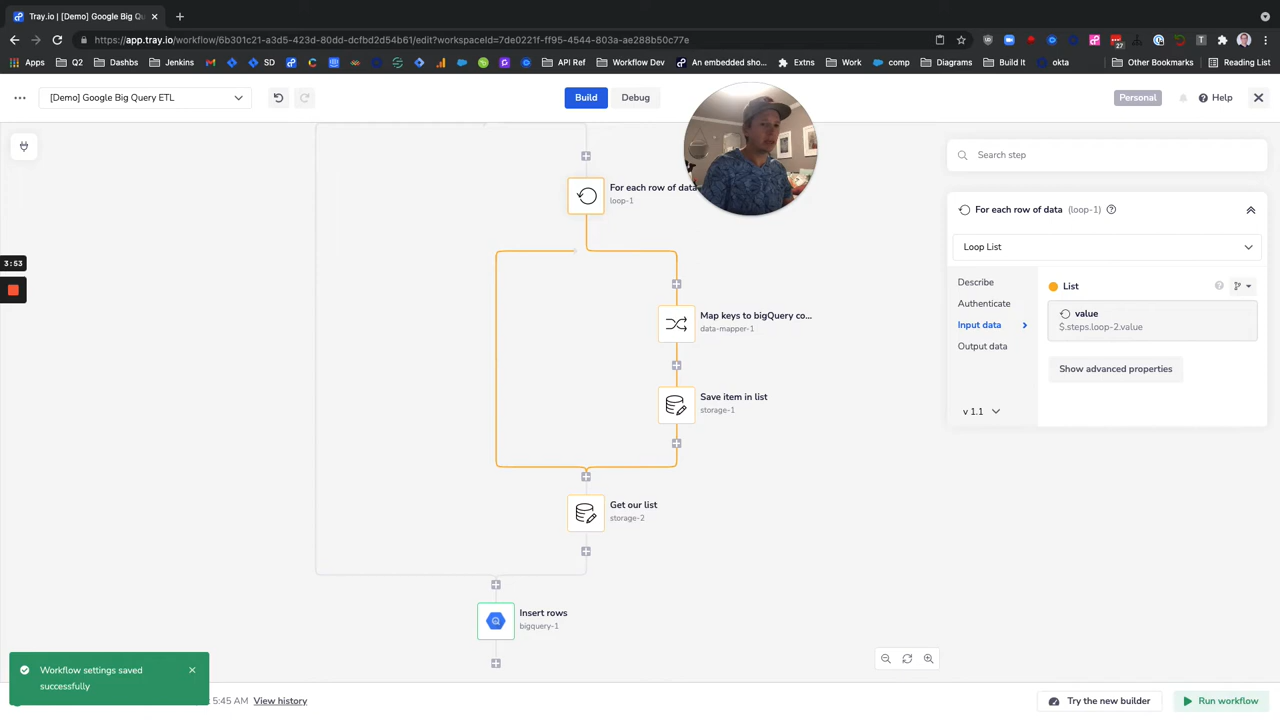 Tray.io | [Demo] Google Big Qu
https://app.tray.io/workflow/6b301c21-a3d5-423d-80dd-dcfbd2d54b61/edit?workspaceId=7de0221f-ff95-4544-803a-ae288b50c77e
27
Apps
Q2
Dashbs
Jenkins
SD
API Ref
Workflow Dev
An embedded sho...
Extns
Work
comp
Diagrams
Build It
okta
Other Bookmarks
Reading List
[Demo] Google Big Query ETL
Build
Debug
Personal
Help
Search step
For each row of data
loop-1
For each row of data (loop-1)
Loop List
3:53
Describe
Authenticate
Input data
Output data
v 1.1
List
value
$.steps.loop-2.value
Show advanced properties
Map keys to bigQuery co...
data-mapper-1
Save item in list
storage-1
Get our list
storage-2
Insert rows
bigquery-1
Workflow settings saved
successfully
5:45 AM
View history
Try the new builder
Run workflow